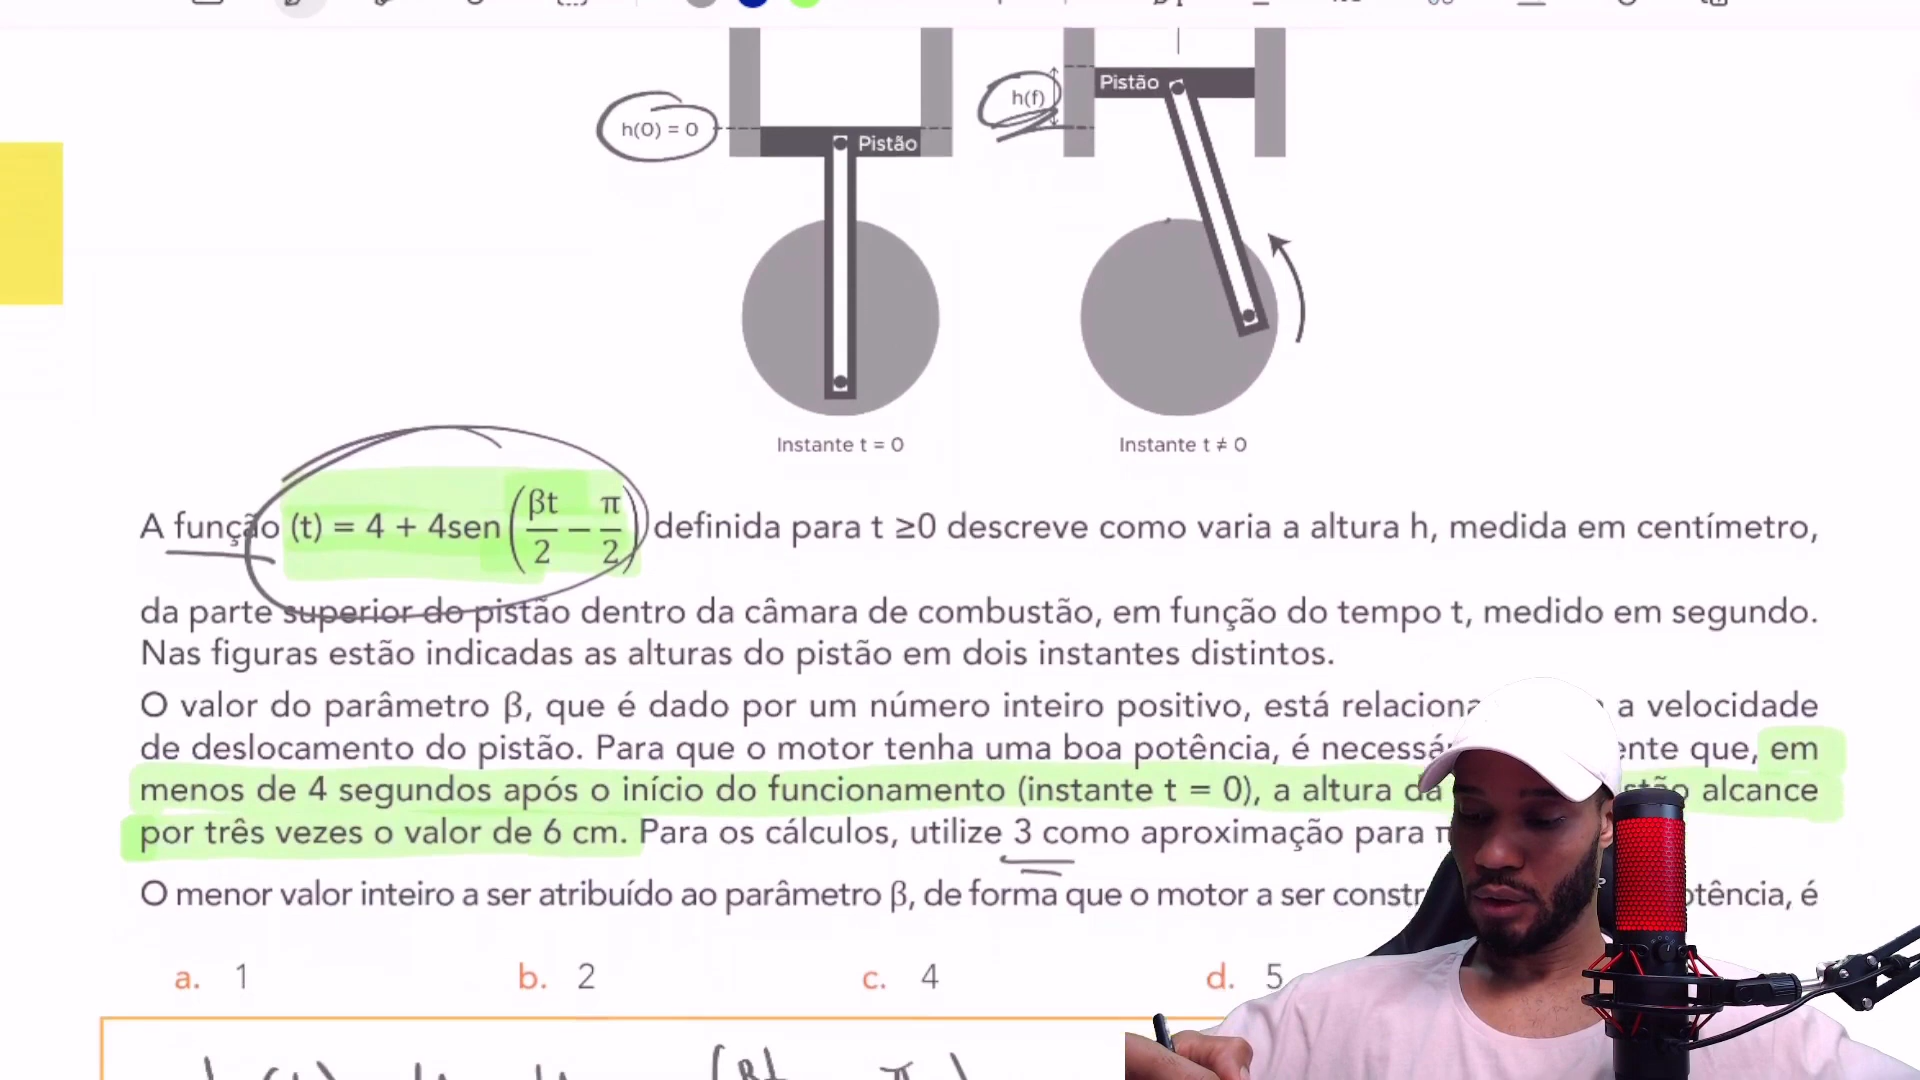 h(0) = 0
Pistão
h(f)
Pistão
Instante t = 0
Instante t ≠ 0
A função (t) = 4 + 4sen(βt/2 − π/2) definida para t ≥0 descreve como varia a altura h, medida em centímetro,
da parte superior do pistão dentro da câmara de combustão, em função do tempo t, medido em segundo.
Nas figuras estão indicadas as alturas do pistão em dois instantes distintos.
O valor do parâmetro β, que é dado por um número inteiro positivo, está a velocidade
de deslocamento do pistão. Para que o motor tenha uma boa potência, é que, em
menos de 4 segundos após o início do funcionamento (instante t = 0), a altura da alcance
por três vezes o valor de 6 cm. Para os cálculos, utilize 3 como aproximação para π
O menor valor inteiro a ser atribuído ao parâmetro β, de forma que o motor a ser é
a. 1
b. 2
c. 4
d. 5